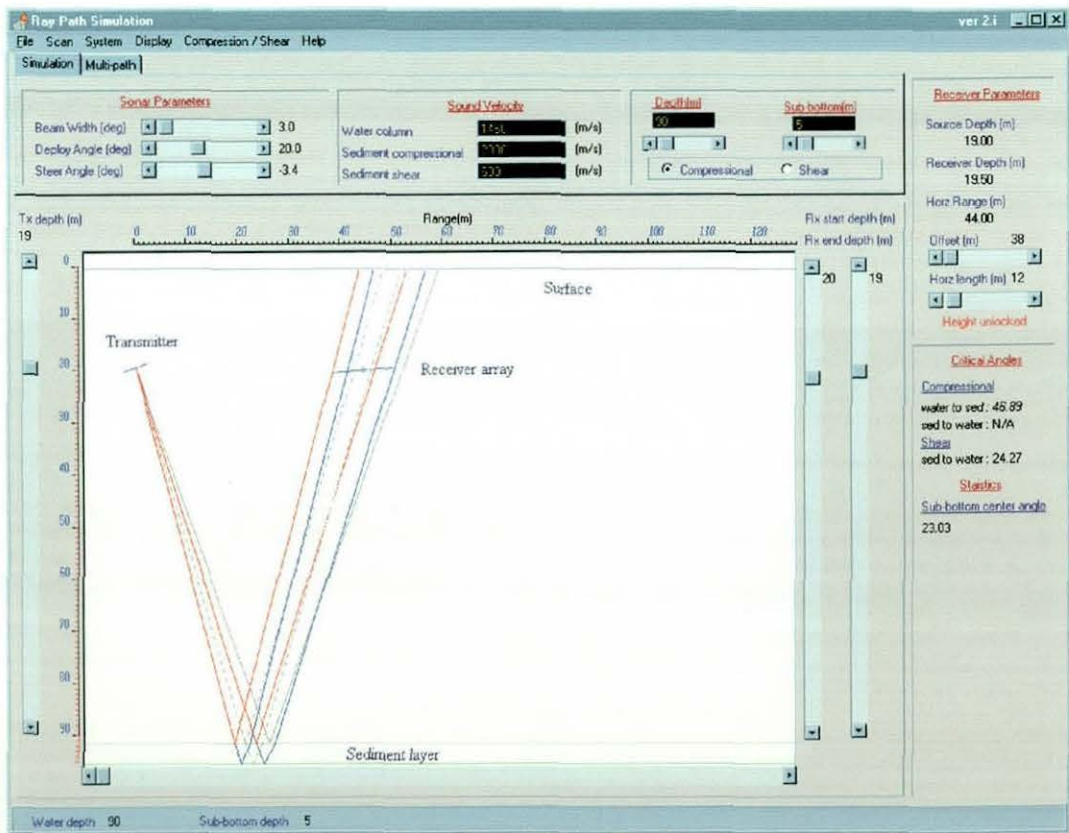 Ray Path Simulation ver 2.i
File Scan System Display Compression / Shear Help
Simulation Multi-path
Sonar Parameters
Beam Width (deg) 3.0
Deploy Angle (deg) 20.0
Steer Angle (deg) -3.4
Sound Velocity
Water column (m/s)
Sediment compressional (m/s)
Sediment shear (m/s)
Depth(m) Sub-bottom(m)
90 5
Compressional Shear
Receiver Parameters
Source Depth (m)
19.00
Receiver Depth (m)
19.50
Horz Range (m)
44.00
Offset (m) 38
Horz length (m) 12
Height unlocked
Critical Angles
Compressional
water to sed : 46.89
sed to water : N/A
Shear
sed to water : 24.27
Staistics
Sub-bottom center angle
23.03
Tx depth (m)
19
Range(m)
0 10 20 30 40 50 60 70 80 90 100 110 120
Rx start depth (m)
Rx end depth (m)
20 19
0
10
20
30
40
50
60
70
80
90
Surface
Transmitter
Receiver array
Sediment layer
Water depth 90 Sub-bottom depth 5